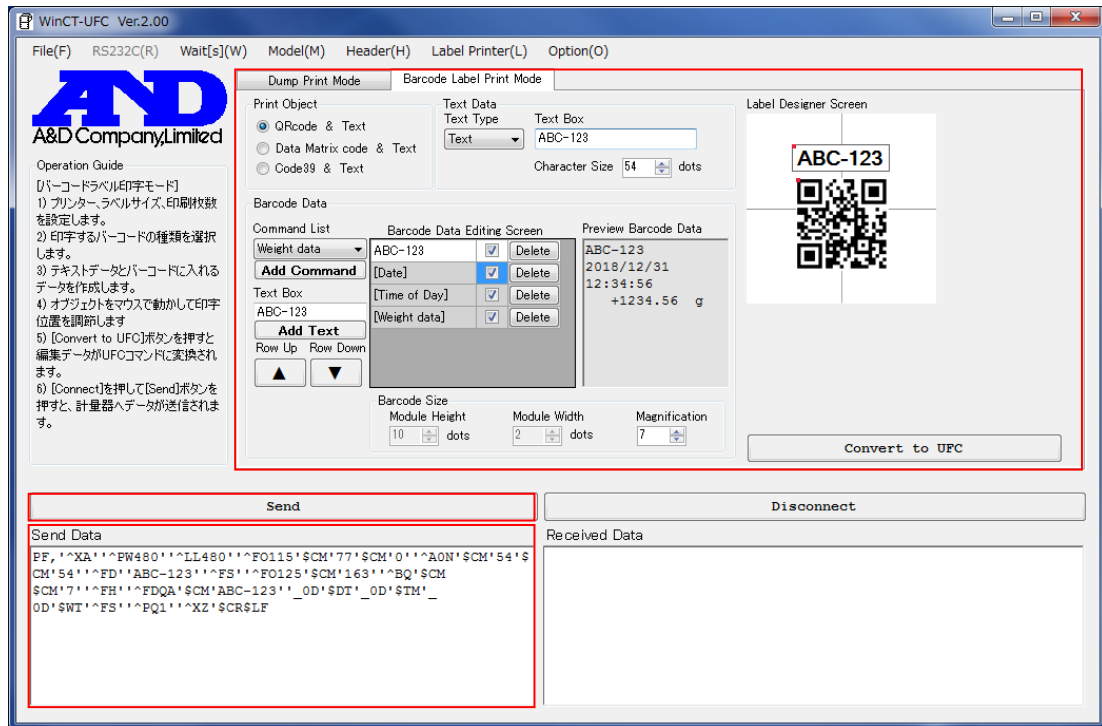 WinCT-UFC Ver.2.00
File(F) RS232C(R) Wait[s](W) Model(M) Header(H) Label Printer(L) Option(O)
AND
A&D Company,Limited
Operation Guide
[バーコードラベル印字モード]
1) プリンター、ラベルサイズ、印刷枚数
を設定します。
2) 印字するバーコードの種類を選択
します。
3) テキストデータとバーコードに入れる
データを作成します。
4) オブジェクトをマウスで動かして印字
位置を調節します
5) [Convert to UFC]ボタンを押すと
編集データがUFCコマンドに変換され
ます。
6) [Connect]を押して[Send]ボタンを
押すと、計量器へデータが送信されま
す。
Dump Print Mode
Barcode Label Print Mode
Print Object
QRcode & Text
Data Matrix code & Text
Code39 & Text
Text Data
Text Type Text Box
Text ABC-123
Character Size 54 dots
Barcode Data
Command List
Weight data
Add Command
Text Box
ABC-123
Add Text
Row Up Row Down
▲ ▼
Barcode Data Editing Screen
ABC-123 Delete
[Date] Delete
[Time of Day] Delete
[Weight data] Delete
Preview Barcode Data
ABC-123
2018/12/31
12:34:56
+1234.56 g
Barcode Size
Module Height Module Width Magnification
10 dots 2 dots 7
Label Designer Screen
ABC-123
Convert to UFC
Send
Disconnect
Send Data
PF,'^XA''^PW480''^LL480''^FO115'$CM'77'$CM'0''^A0N'$CM'54'$
CM'54''^FD''ABC-123''^FS''^FO125'$CM'163''^BQ'$CM
$CM'7''^FH''^FDQA'$CM'ABC-123''_0D'$DT'_0D'$TM'_
0D'$WT'^FS''^PQ1''^XZ'$CR$LF
Received Data